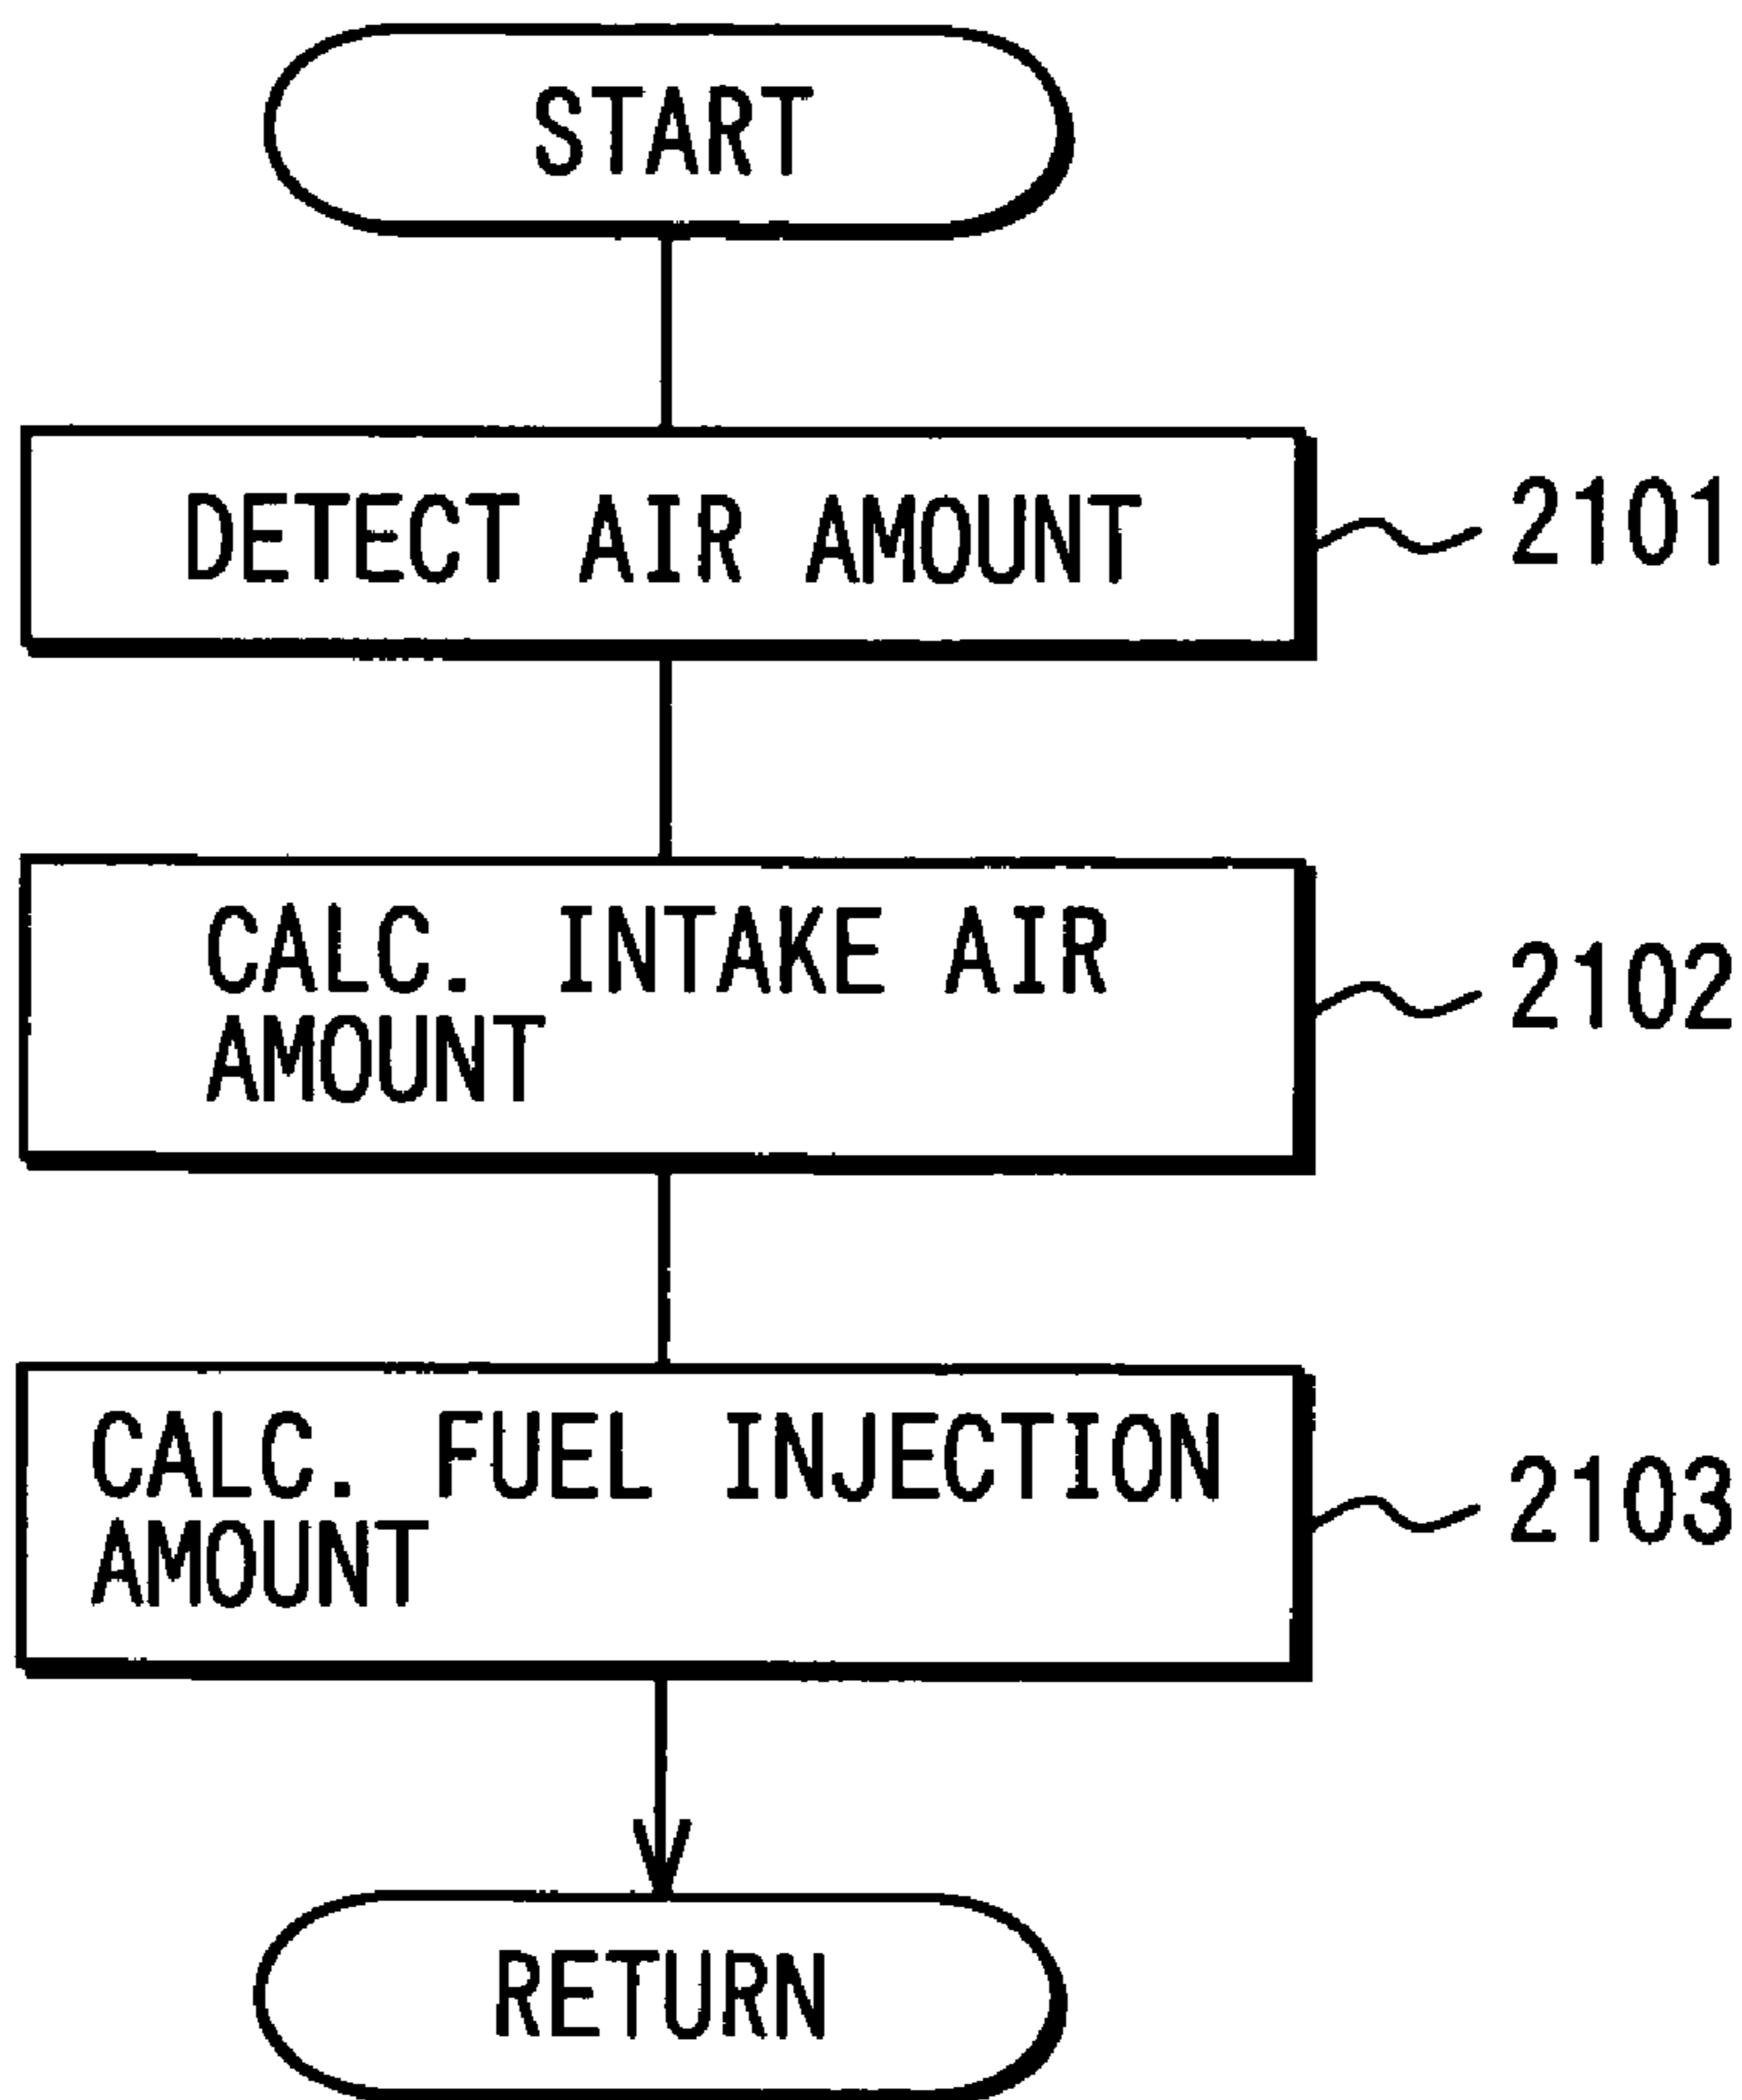 START
DETECT AIR AMOUNT
2101
CALC. INTAKE AIR
AMOUNT
2102
CALC. FUEL INJECTION
AMOUNT
2103
RETURN